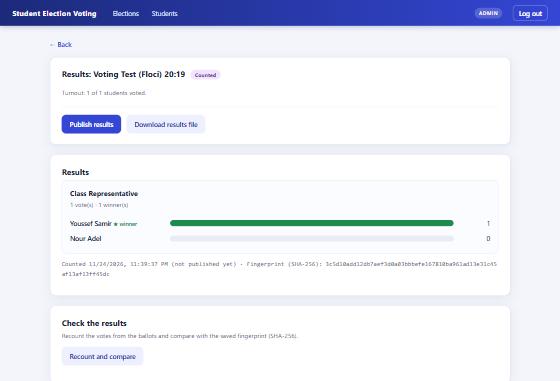 Student Election Voting Elections Students ADMIN Log out
← Back
Results: Voting Test (Floci) 20:19 Counted
Turnout: 1 of 1 students voted.
Publish results Download results file
Results
Class Representative
1 vote(s) · 1 winner(s)
Youssef Samir ★ winner 1
Nour Adel 0
Counted 11/24/2026, 11:39:37 PM (not published yet) · Fingerprint (SHA-256):
Check the results
Recount the votes from the ballots and compare with the saved fingerprint (SHA-256).
Recount and compare